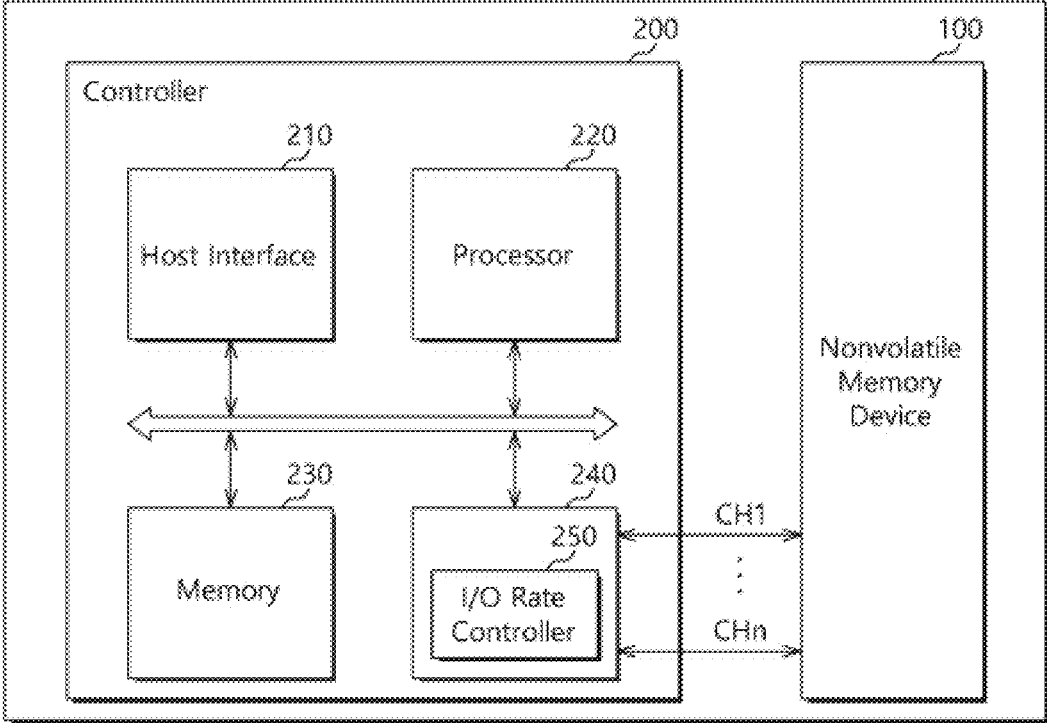 200
100
Controller
210
220
Host Interface
Processor
Nonvolatile
Memory
Device
230
240
CH1
250
Memory
I/O Rate
Controller
CHn